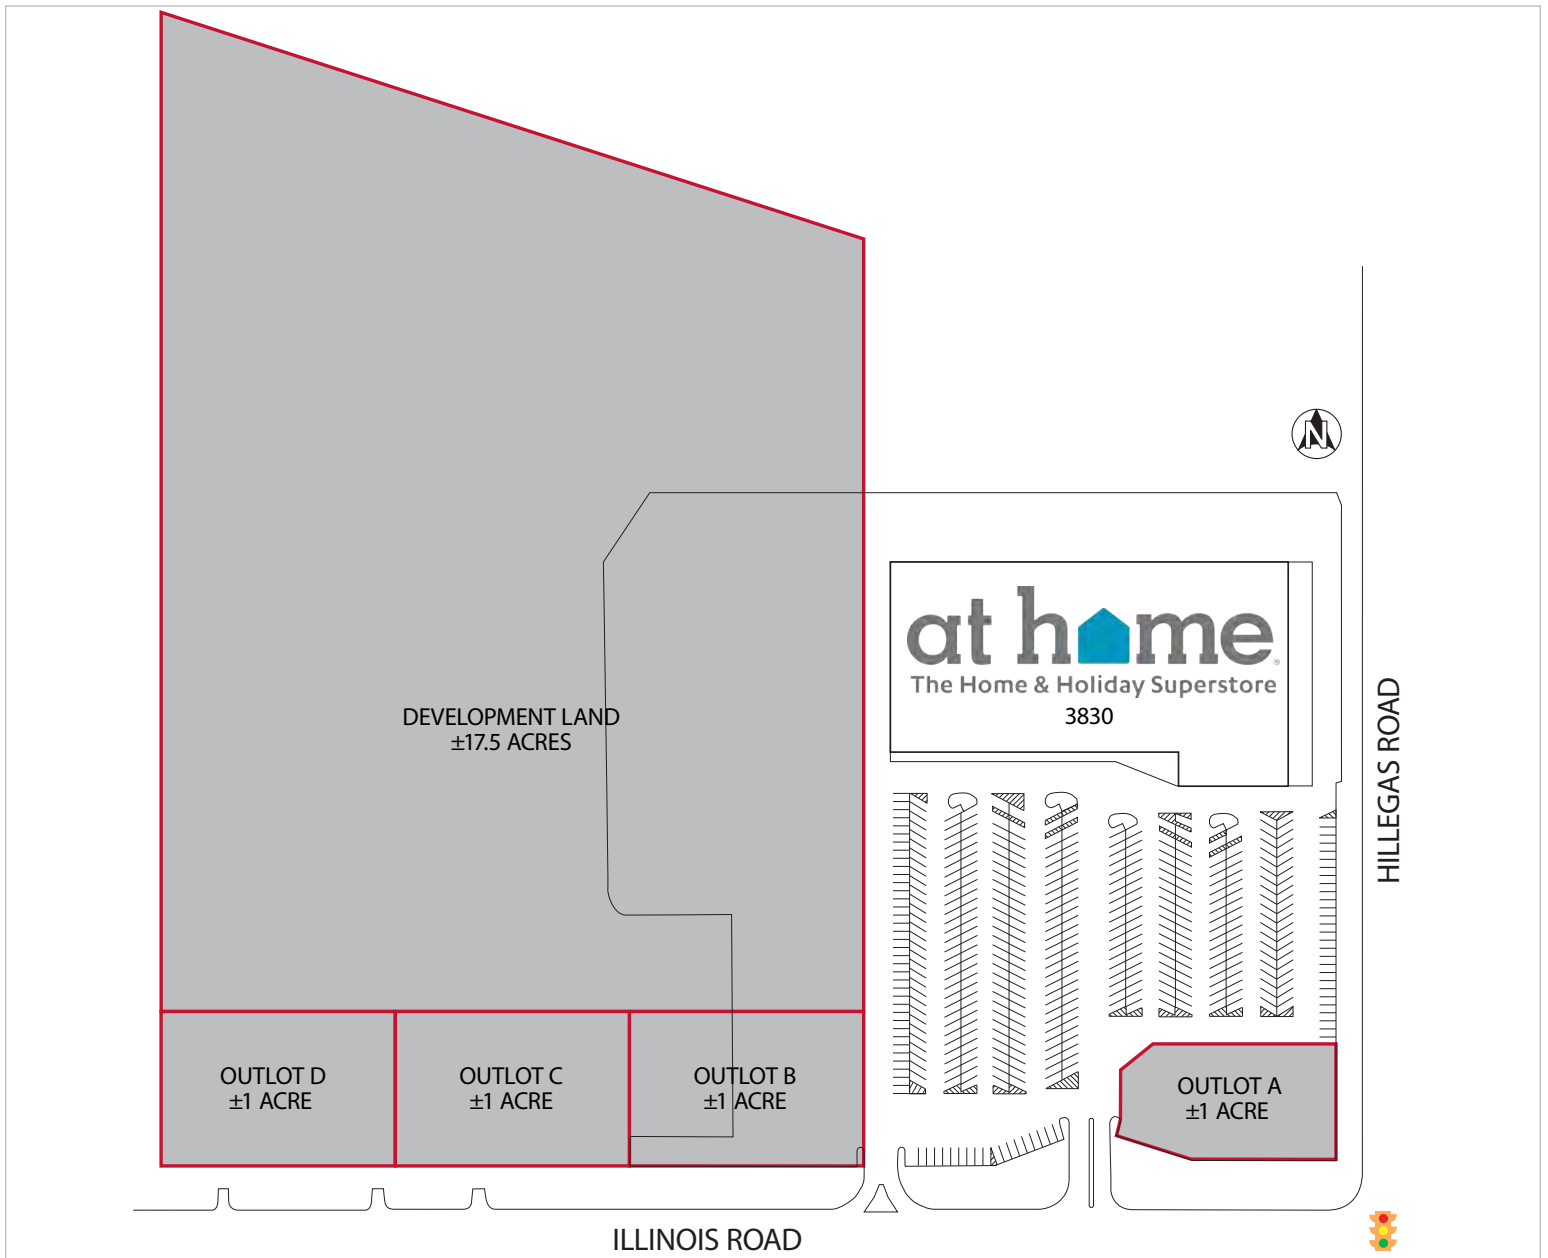 N
at home®
The Home & Holiday Superstore
3830
DEVELOPMENT LAND
±17.5 ACRES
HILLEGAS ROAD
OUTLOT D
±1 ACRE
OUTLOT C
±1 ACRE
OUTLOT B
±1 ACRE
OUTLOT A
±1 ACRE
ILLINOIS ROAD